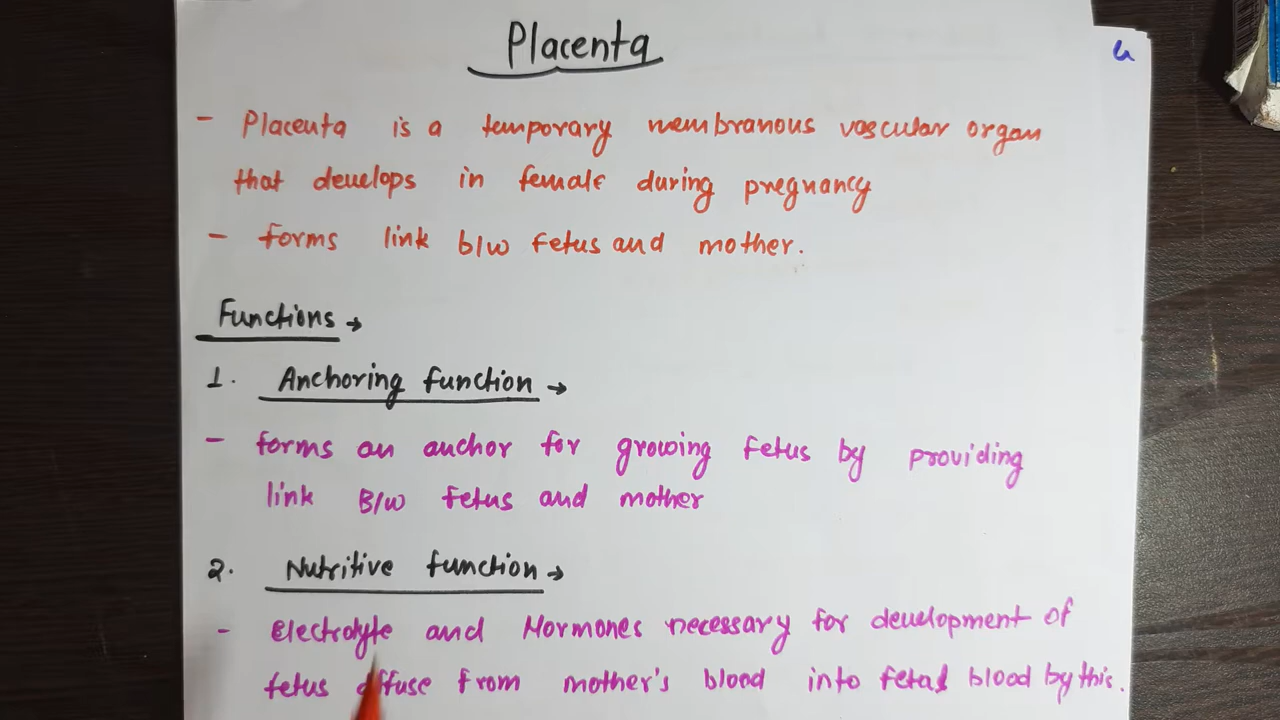 Placenta
- Placenta is a temporary membranous vascular organ
that develops in female during pregnancy
- forms link b/w fetus and mother.
Functions →
1. Anchoring function →
- forms an anchor for growing fetus by providing
link B/w fetus and mother
2. Nutritive function →
- Electrolyte and Hormones necessary for development of
fetus diffuse from mother's blood into fetal blood by this.